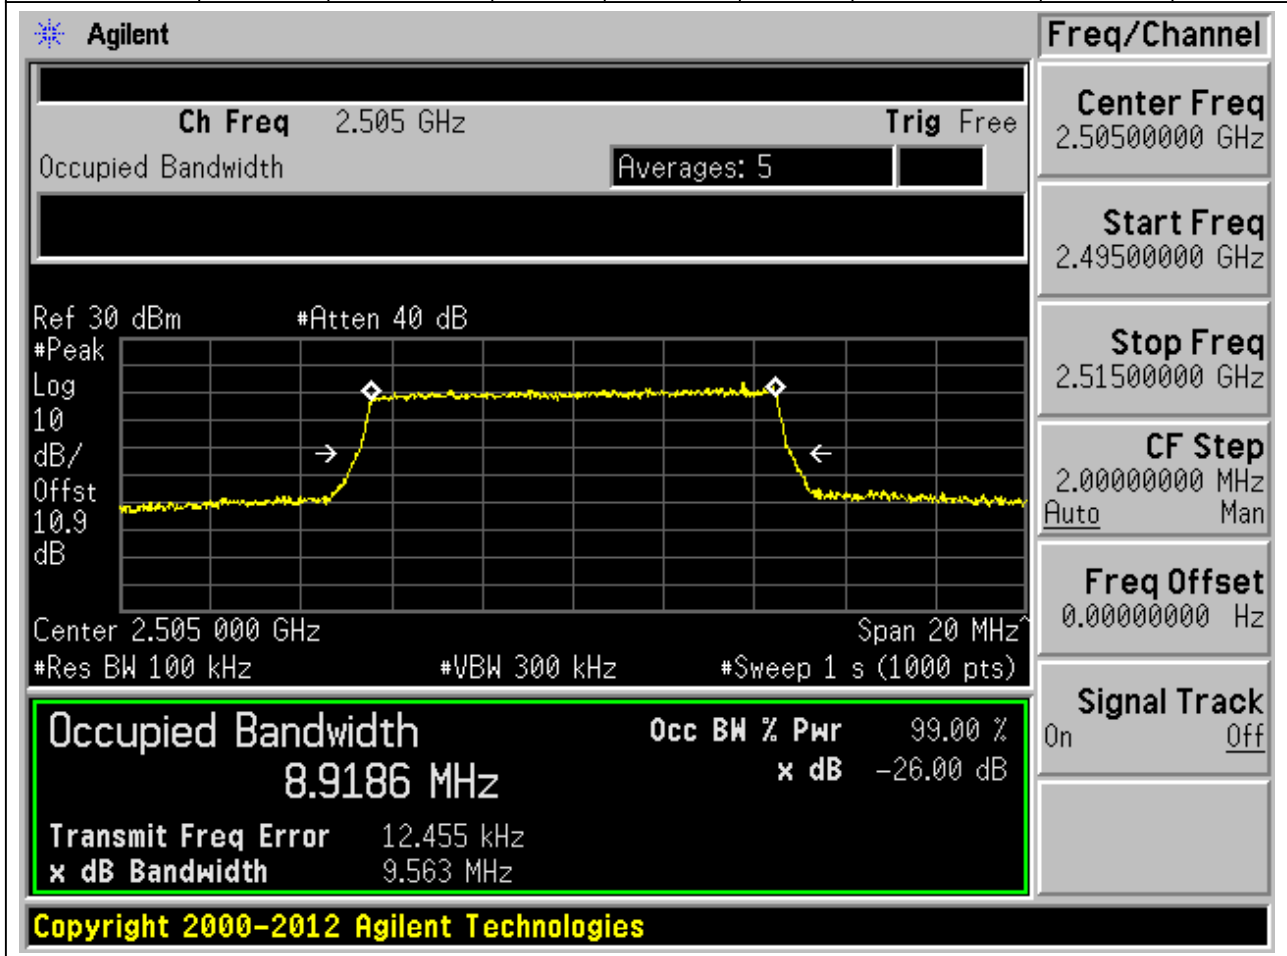 Agilent
Freq/Channel
Ch Freq 2.505 GHz Trig Free
Occupied Bandwidth Averages: 5
Center Freq
2.50500000 GHz
Start Freq
2.49500000 GHz
Stop Freq
2.51500000 GHz
CF Step
2.00000000 MHz
Auto Man
Freq Offset
0.00000000 Hz
Signal Track
On Off
Ref 30 dBm #Atten 40 dB
#Peak
Log
10
dB/
Offst
10.9
dB
Center 2.505 000 GHz Span 20 MHz^
#Res BW 100 kHz #VBW 300 kHz #Sweep 1 s (1000 pts)
Occupied Bandwidth
8.9186 MHz
Occ BW % Pwr 99.00 %
x dB -26.00 dB
Transmit Freq Error 12.455 kHz
x dB Bandwidth 9.563 MHz
Copyright 2000-2012 Agilent Technologies